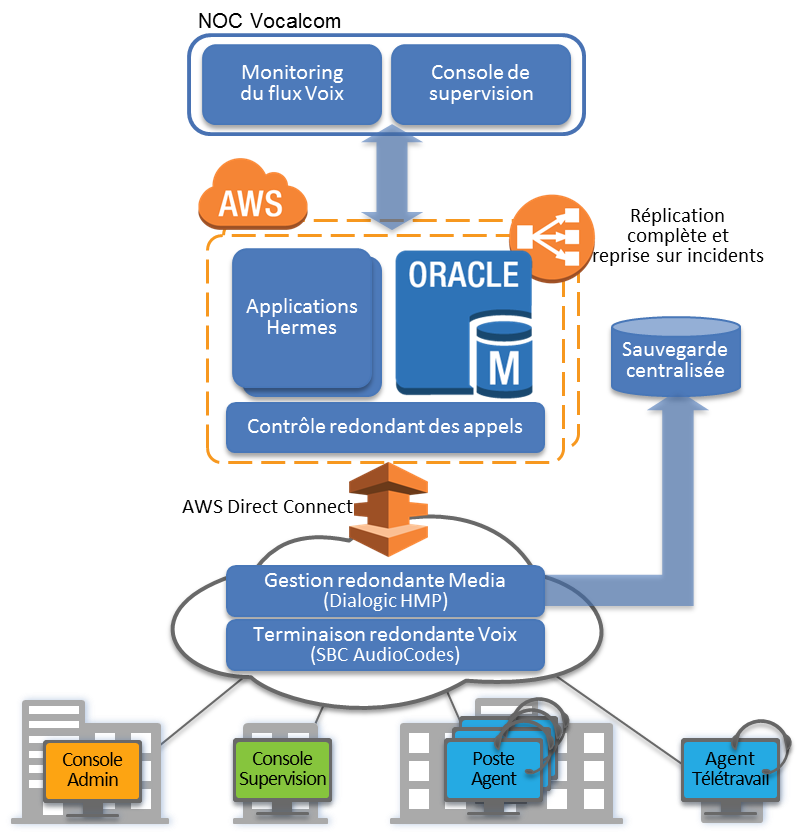 NOC Vocalcom
Monitoring
du flux Voix
Console de
supervision
AWS
Réplication
complète et
reprise sur incidents
Applications
Hermes
ORACLE
M
Sauvegarde
centralisée
Contrôle redondant des appels
AWS Direct Connect
Gestion redondante Media
(Dialogic HMP)
Terminaison redondante Voix
(SBC AudioCodes)
Console
Admin
Console
Supervision
Poste
Agent
Agent
Télétravail